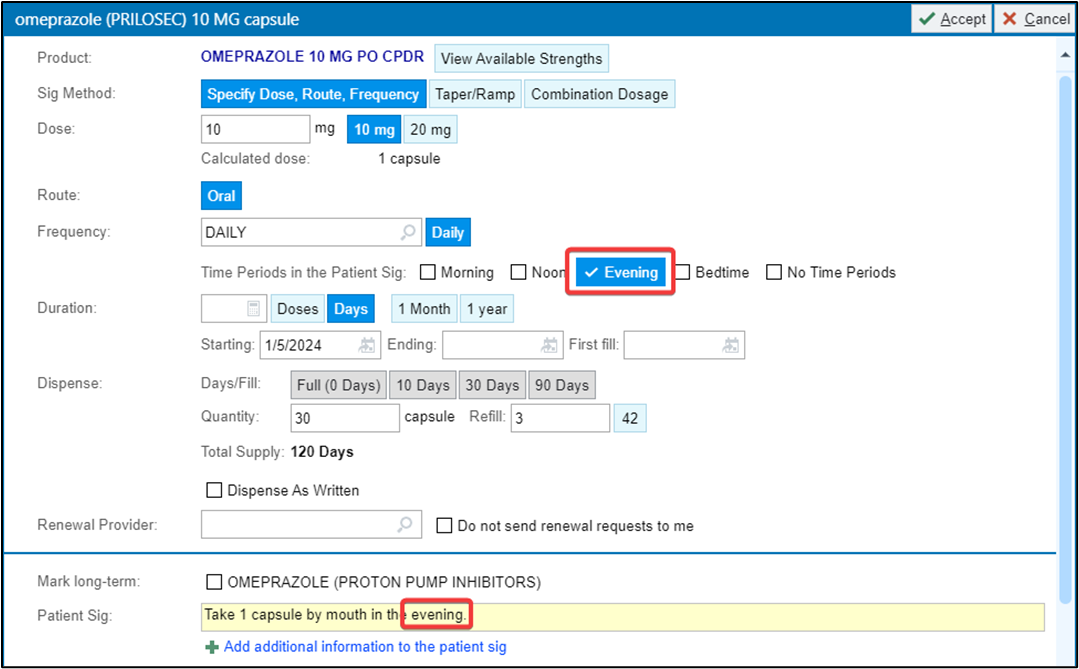 omeprazole (PRILOSEC) 10 MG capsule Accept Cancel
Product: OMEPRAZOLE 10 MG PO CPDR View Available Strengths
Sig Method: Specify Dose, Route, Frequency Taper/Ramp Combination Dosage
Dose: 10 mg 10 mg 20 mg
Calculated dose: 1 capsule
Route: Oral
Frequency: DAILY Daily
Time Periods in the Patient Sig: Morning Noon Evening Bedtime No Time Periods
Duration: Doses Days 1 Month 1 year
Starting: 1/5/2024 Ending: First fill:
Dispense: Days/Fill: Full (0 Days) 10 Days 30 Days 90 Days
Quantity: 30 capsule Refill: 3 42
Total Supply: 120 Days
Dispense As Written
Renewal Provider: Do not send renewal requests to me
Mark long-term: OMEPRAZOLE (PROTON PUMP INHIBITORS)
Patient Sig: Take 1 capsule by mouth in the evening.
Add additional information to the patient sig